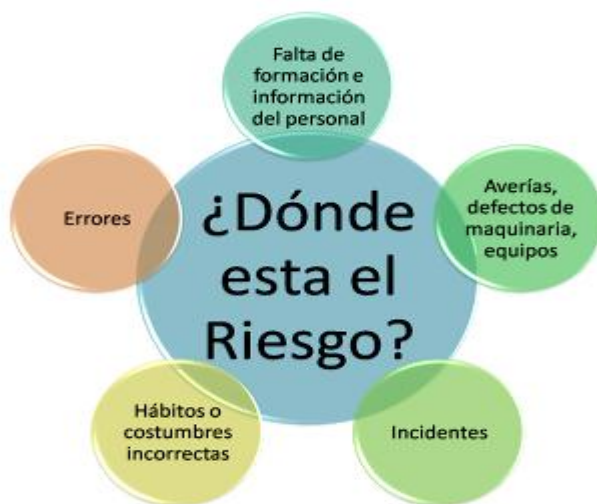 Falta de
formación e
información
del personal
Errores
¿Dónde
esta el
Riesgo?
Averías,
defectos de
maquinaria,
equipos
Hábitos o
costumbres
incorrectas
Incidentes